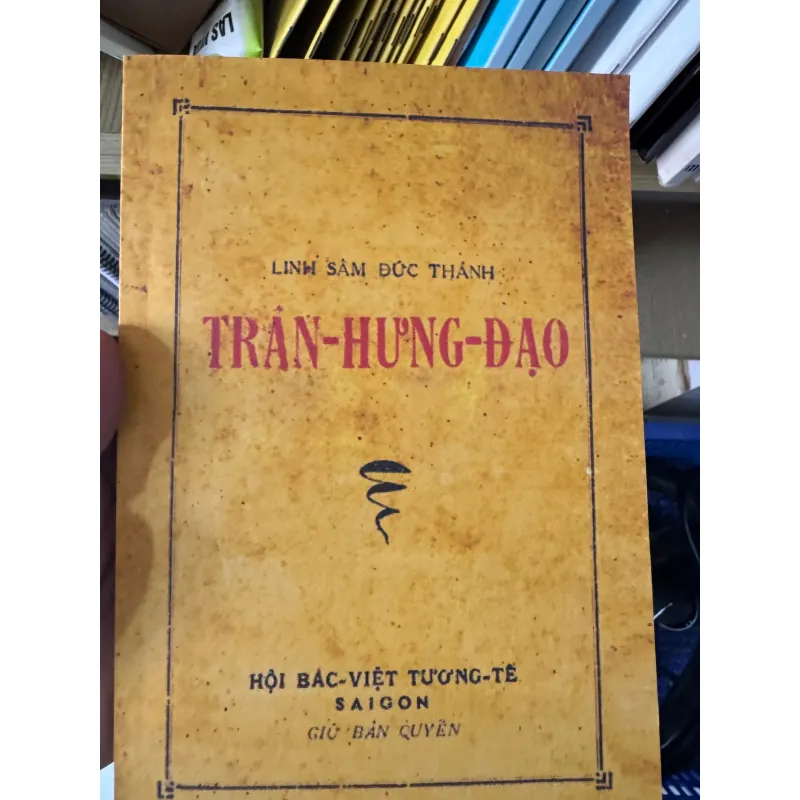 LINH SÂM ĐỨC THÁNH
TRẦN-HƯNG-ĐẠO
HỘI BẮC-VIỆT TƯƠNG-TẾ
SAIGON
GIỮ BẢN QUYỀN